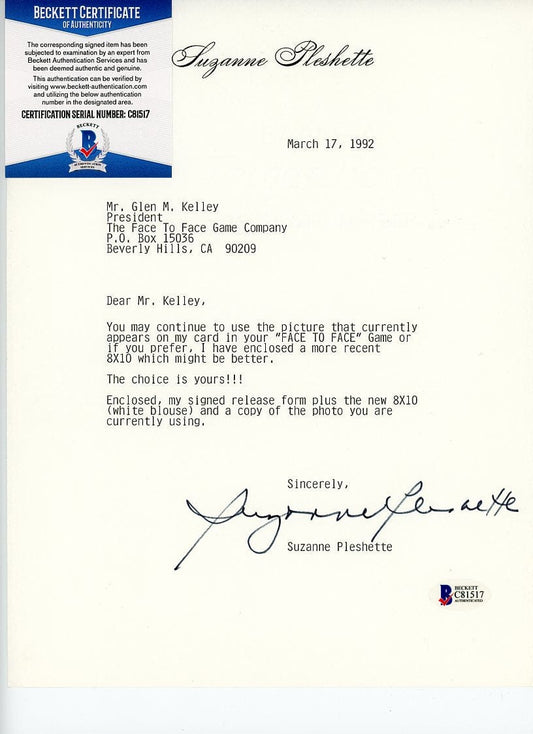 BECKETT CERTIFICATE
OF AUTHENTICITY
The corresponding signed item has been
subjected to examination by an expert from
Beckett Authentication Services and has
been deemed authentic and genuine.
This authentication can be verified by
visiting www.beckett-authentication.com
and utilizing the below authentication
number in the designated area.
CERTIFICATION SERIAL NUMBER: C81517
BECKETT
B
AUTHENTICATION
SERVICES
Suzanne Pleshette
March 17, 1992
Mr. Glen M. Kelley
President
The Face To Face Game Company
P.O. Box 15036
Beverly Hills, CA 90209
Dear Mr. Kelley,
You may continue to use the picture that currently
appears on my card in your "FACE TO FACE" Game or
if you prefer, I have enclosed a more recent
8X10 which might be better.
The choice is yours!!!
Enclosed, my signed release form plus the new 8X10
(white blouse) and a copy of the photo you are
currently using.
Sincerely,
Suzanne Pleshette
Suzanne Pleshette
B
BECKETT
C81517
AUTHENTICATED